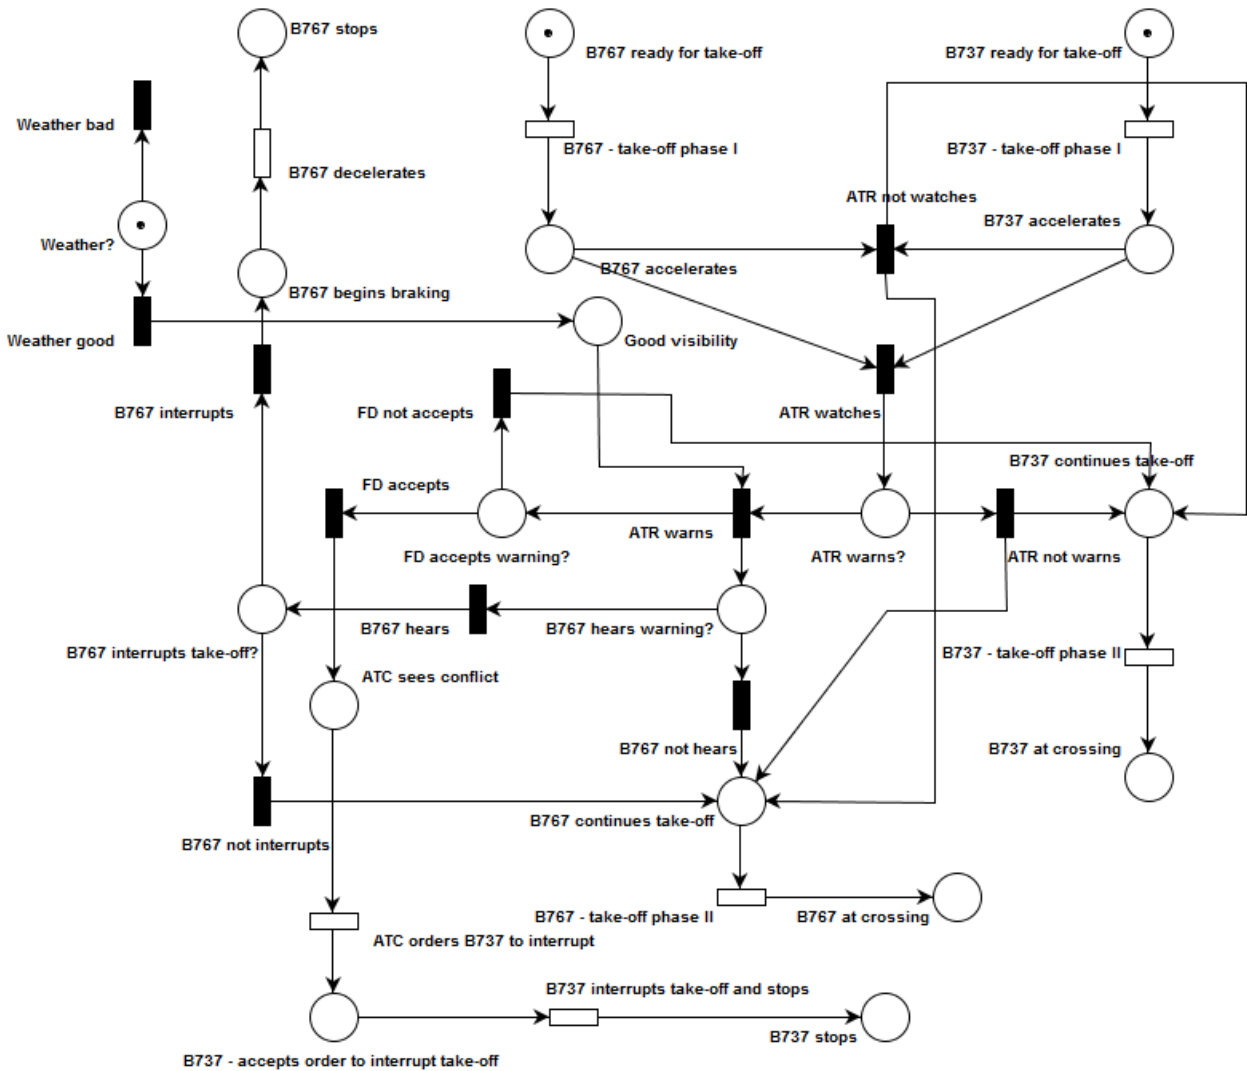 B767 stops
B767 ready for take-off
B737 ready for take-off
Weather bad
B767 - take-off phase I
B737 - take-off phase I
B767 decelerates
ATR not watches
B737 accelerates
Weather?
B767 accelerates
B767 begins braking
Weather good
Good visibility
B767 interrupts
FD not accepts
ATR watches
B737 continues take-off
FD accepts
ATR warns
FD accepts warning?
ATR warns?
ATR not warns
B767 hears
B767 hears warning?
B767 interrupts take-off?
B737 - take-off phase II
ATC sees conflict
B767 not hears
B737 at crossing
B767 continues take-off
B767 not interrupts
B767 - take-off phase II
B767 at crossing
ATC orders B737 to interrupt
B737 interrupts take-off and stops
B737 stops
B737 - accepts order to interrupt take-off